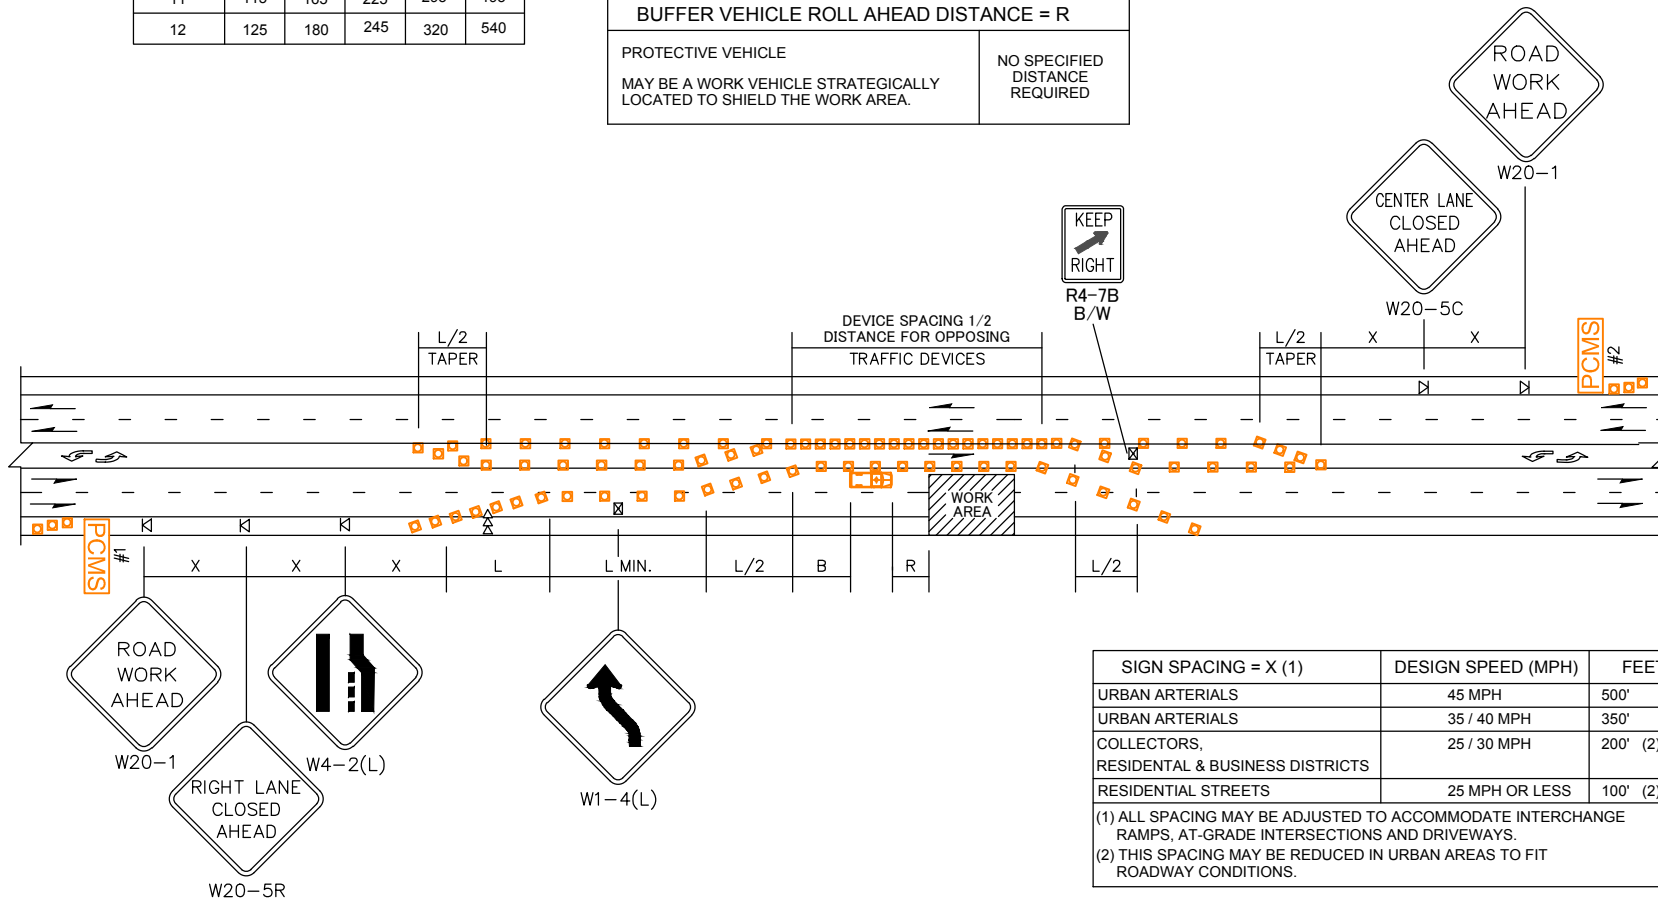 12 125 180 245 320 540
BUFFER VEHICLE ROLL AHEAD DISTANCE = R
PROTECTIVE VEHICLE
MAY BE A WORK VEHICLE STRATEGICALLY
LOCATED TO SHIELD THE WORK AREA.
NO SPECIFIED
DISTANCE
REQUIRED
ROAD
WORK
AHEAD
W20-1
CENTER LANE
CLOSED
AHEAD
W20-5C
KEEP
RIGHT
R4-7B
B/W
L/2
TAPER
DEVICE SPACING 1/2
DISTANCE FOR OPPOSING
TRAFFIC DEVICES
L/2
TAPER
X
X
PCMS
#2
WORK
AREA
PCMS
#1
X
X
X
L
L MIN.
L/2
B
R
L/2
ROAD
WORK
AHEAD
W20-1
RIGHT LANE
CLOSED
AHEAD
W20-5R
W4-2(L)
W1-4(L)
SIGN SPACING = X (1) DESIGN SPEED (MPH) FEET
URBAN ARTERIALS 45 MPH 500'
URBAN ARTERIALS 35 / 40 MPH 350'
COLLECTORS, 25 / 30 MPH 200' (2)
RESIDENTAL & BUSINESS DISTRICTS
RESIDENTIAL STREETS 25 MPH OR LESS 100' (2)
(1) ALL SPACING MAY BE ADJUSTED TO ACCOMMODATE INTERCHANGE
RAMPS, AT-GRADE INTERSECTIONS AND DRIVEWAYS.
(2) THIS SPACING MAY BE REDUCED IN URBAN AREAS TO FIT
ROADWAY CONDITIONS.